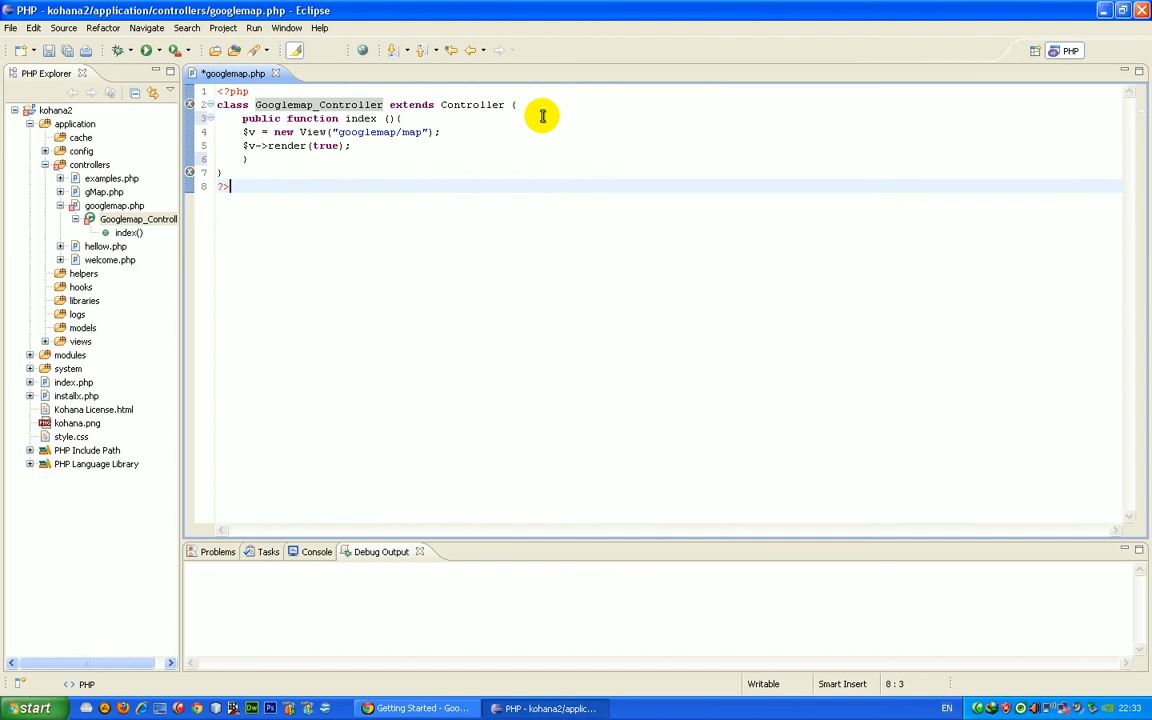 PHP - kohana2/application/controllers/googlemap.php - Eclipse
File Edit Source Refactor Navigate Search Project Run Window Help
PHP
PHP Explorer
*googlemap.php
kohana2
application
cache
config
controllers
examples.php
gMap.php
googlemap.php
Googlemap_Controll
index()
hellow.php
welcome.php
helpers
hooks
libraries
logs
models
views
modules
system
index.php
installx.php
Kohana License.html
kohana.png
style.css
PHP Include Path
PHP Language Library
1 <?php
2 class Googlemap_Controller extends Controller {
3 public function index (){
4 $v = new View("googlemap/map");
5 $v->render(true);
6 }
7 }
8 ?>
Problems Tasks Console Debug Output
<> PHP
Writable Smart Insert 8 : 3
start
Getting Started - Goo...
PHP - kohana2/applic...
EN
22:33